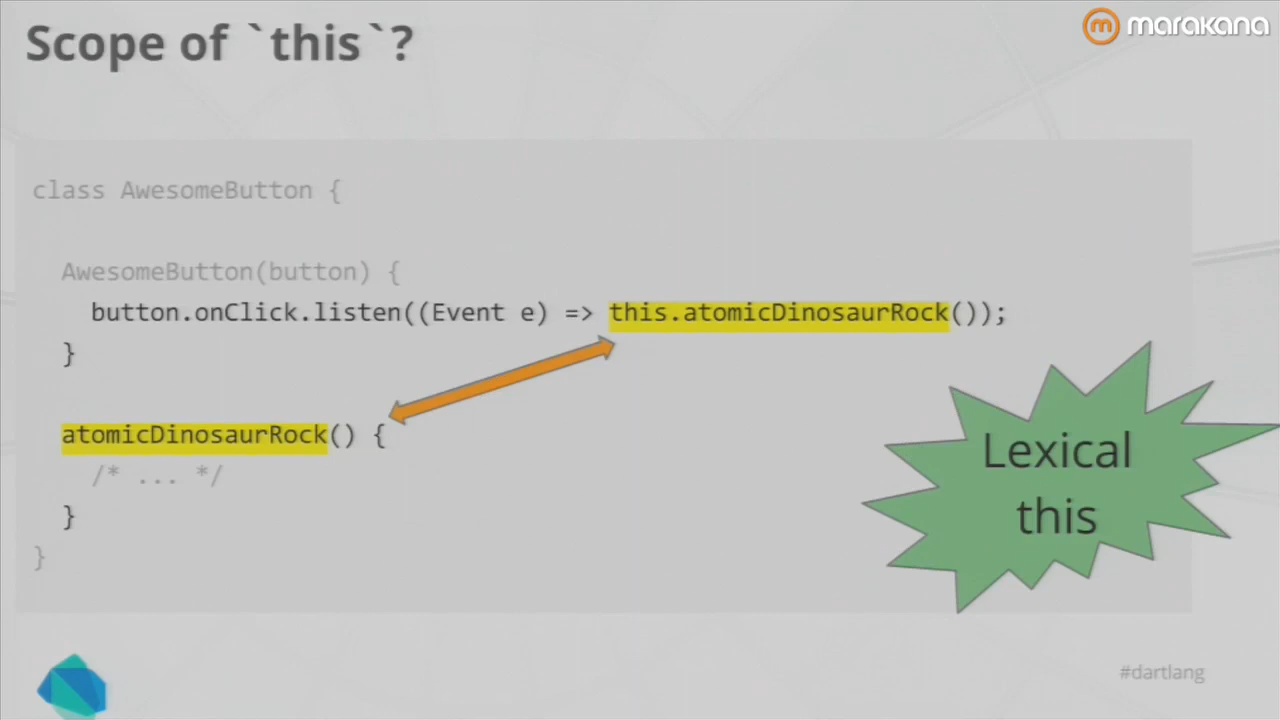 Scope of `this`?
marakana
class AwesomeButton {
AwesomeButton(button) {
button.onClick.listen((Event e) => this.atomicDinosaurRock());
}
atomicDinosaurRock() {
/* ... */
}
}
Lexical
this
#dartlang